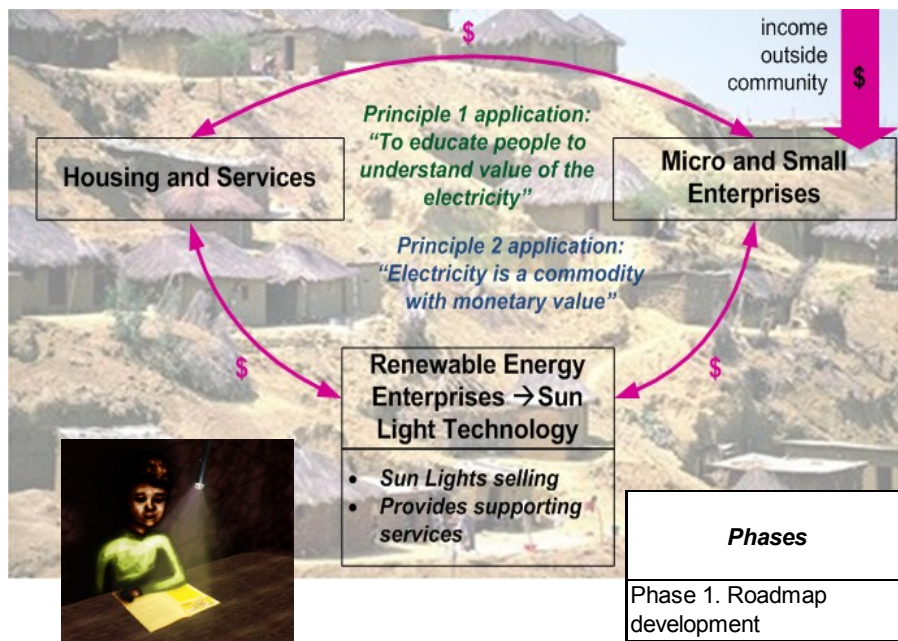 $
income
outside
community
$
Principle 1 application:
“To educate people to
understand value of the
electricity”
Housing and Services
Micro and Small
Enterprises
Principle 2 application:
“Electricity is a commodity
with monetary value”
$
$
Renewable Energy
Enterprises →Sun
Light Technology
• Sun Lights selling
• Provides supporting
services
Phases
Phase 1. Roadmap
development